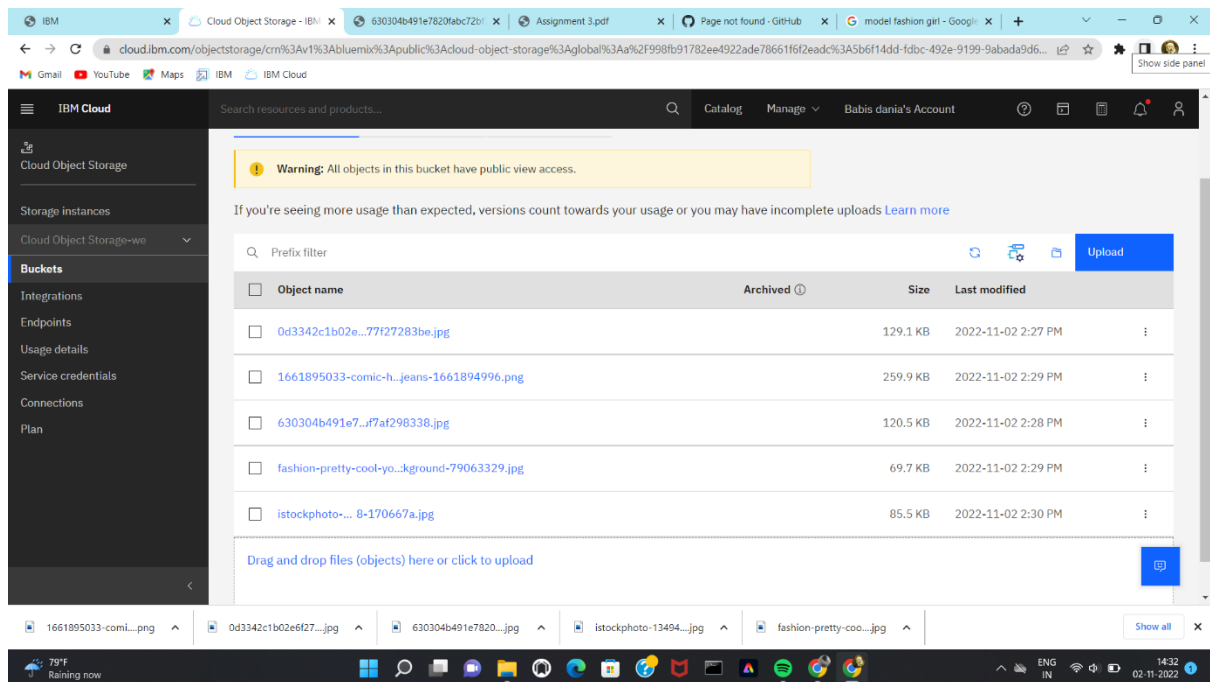 IBM
Cloud Object Storage - IBM
630304b491e7820fabc72b
Assignment 3.pdf
Page not found · GitHub
model fashion girl - Google
cloud.ibm.com/objectstorage/crn%3Av1%3Abluemix%3Apublic%3Acloud-object-storage%3Aglobal%3Aa%2F998fb91782ee4922ade78661f6f2eadc%3A5b6f14dd-fdbc-492e-9199-9abada9d6...
Show side panel
Gmail YouTube Maps IBM IBM Cloud
IBM Cloud
Search resources and products...
Catalog Manage Babis dania's Account
Cloud Object Storage
Storage instances
Cloud Object Storage-we
Buckets
Integrations
Endpoints
Usage details
Service credentials
Connections
Plan
Warning: All objects in this bucket have public view access.
If you're seeing more usage than expected, versions count towards your usage or you may have incomplete uploads Learn more
Prefix filter
Upload
Object name Archived Size Last modified
0d3342c1b02e...77f27283be.jpg 129.1 KB 2022-11-02 2:27 PM
1661895033-comic-h...jeans-1661894996.png 259.9 KB 2022-11-02 2:29 PM
630304b491e7...f7af298338.jpg 120.5 KB 2022-11-02 2:28 PM
fashion-pretty-cool-yo...kground-79063329.jpg 69.7 KB 2022-11-02 2:29 PM
istockphoto-... 8-170667a.jpg 85.5 KB 2022-11-02 2:30 PM
Drag and drop files (objects) here or click to upload
1661895033-comi....png
0d3342c1b02e6f27....jpg
630304b491e7820....jpg
istockphoto-13494....jpg
fashion-pretty-coo....jpg
Show all
79°F
Raining now
ENG
IN
14:32
02-11-2022
1